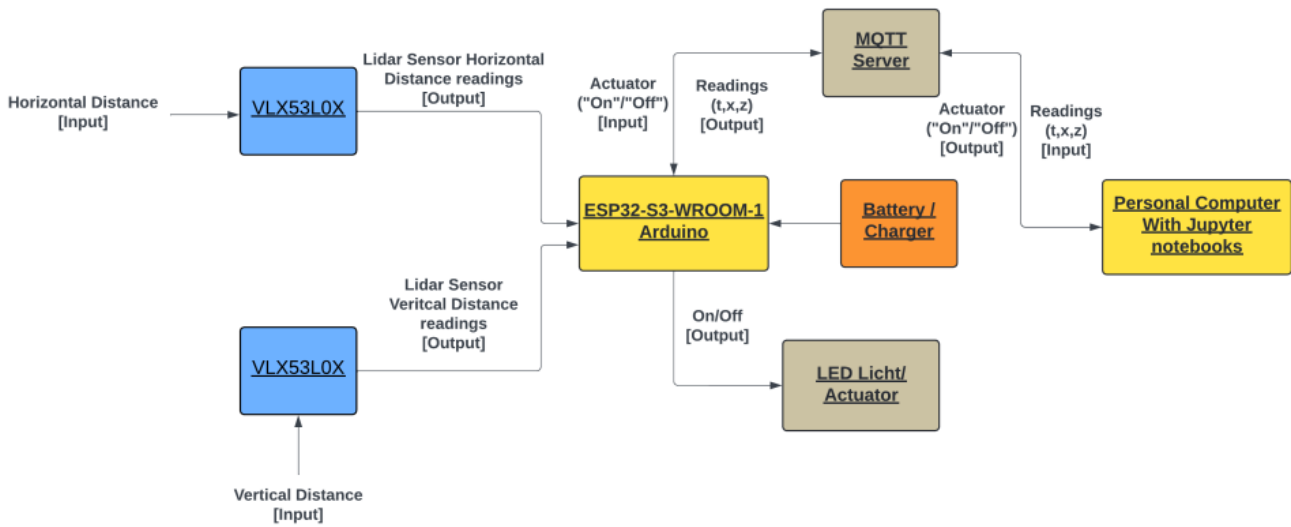 Horizontal Distance
[Input]
VLX53L0X
Lidar Sensor Horizontal
Distance readings
[Output]
Actuator
("On"/"Off")
[Input]
Readings
(t,x,z)
[Output]
MQTT
Server
Actuator
("On"/"Off")
[Output]
Readings
(t,x,z)
[Input]
ESP32-S3-WROOM-1
Arduino
Battery /
Charger
Personal Computer
With Jupyter
notebooks
Lidar Sensor
Veritcal Distance
readings
[Output]
VLX53L0X
On/Off
[Output]
LED Licht/
Actuator
Vertical Distance
[Input]